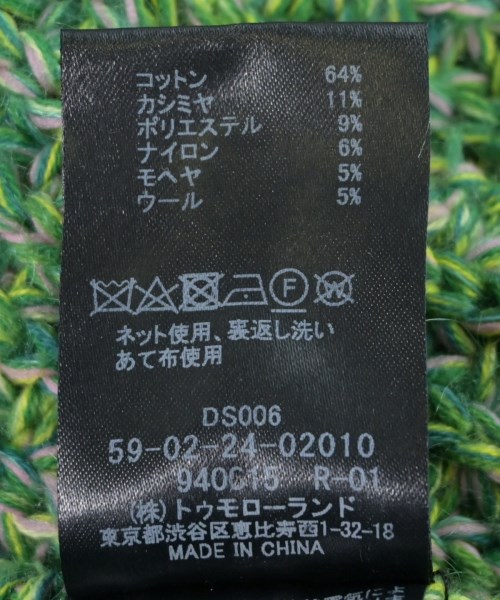 コットン 64%
カシミヤ 11%
ポリエステル 9%
ナイロン 6%
モヘヤ 5%
ウール 5%
F W
ネット使用、裏返し洗い
あて布使用
DS006
59-02-24-02010
940C15 R-01
(株)トゥモローランド
東京都渋谷区恵比寿西1-32-18
MADE IN CHINA